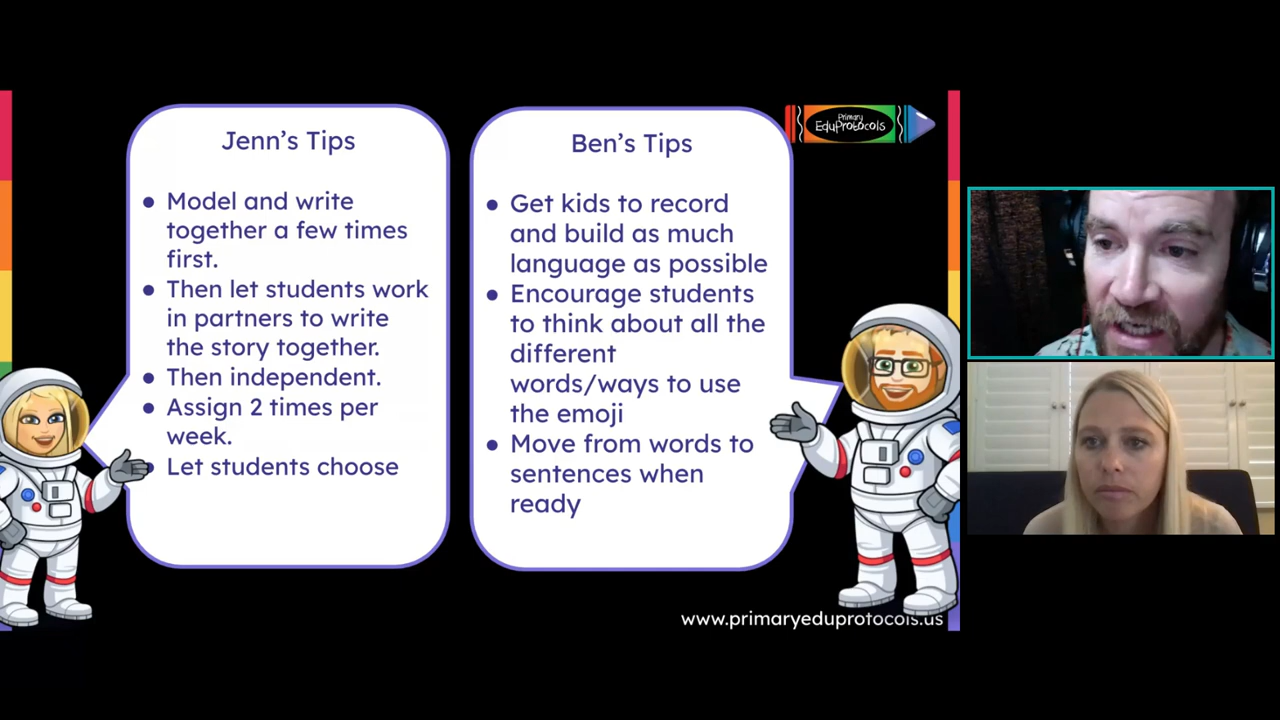 Jenn's Tips
● Model and write
together a few times
first.
● Then let students work
in partners to write
the story together.
● Then independent.
● Assign 2 times per
week.
● Let students choose
Ben's Tips
● Get kids to record
and build as much
language as possible
● Encourage students
to think about all the
different
words/ways to use
the emoji
● Move from words to
sentences when
ready
Primary
EduProtocols
www.primaryeduprotocols.us